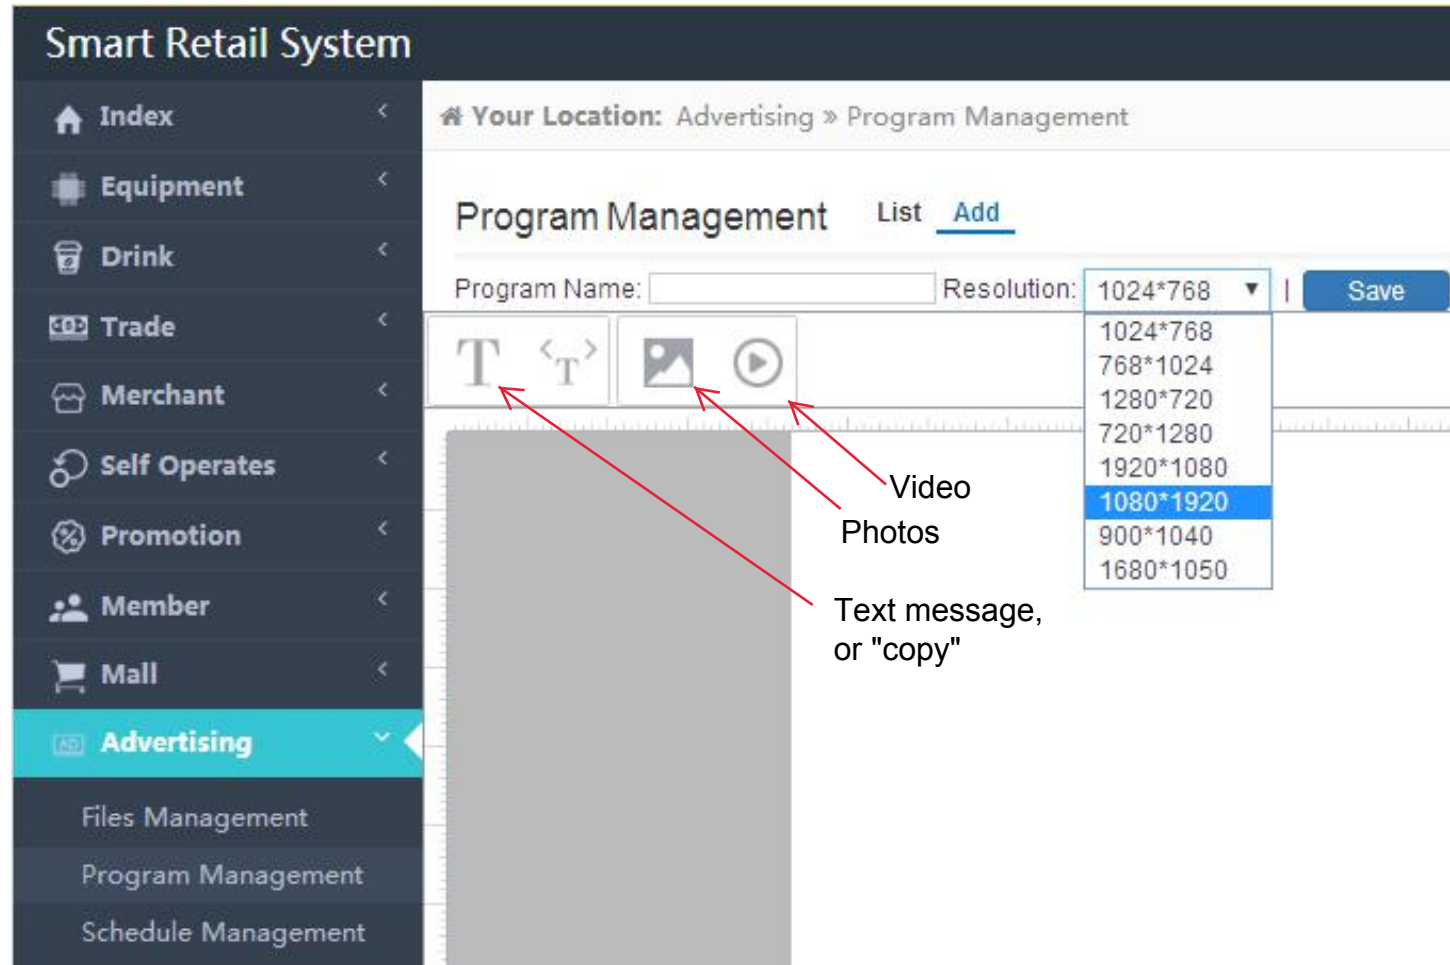 Smart Retail System
Index
Equipment
Drink
Trade
Merchant
Self Operates
Promotion
Member
Mall
AD Advertising
Files Management
Program Management
Schedule Management
Your Location: Advertising » Program Management
Program Management List Add
Program Name: Resolution: 1024*768 | Save
1024*768
768*1024
1280*720
720*1280
1920*1080
1080*1920
900*1040
1680*1050
T <T>
Video
Photos
Text message,
or "copy"